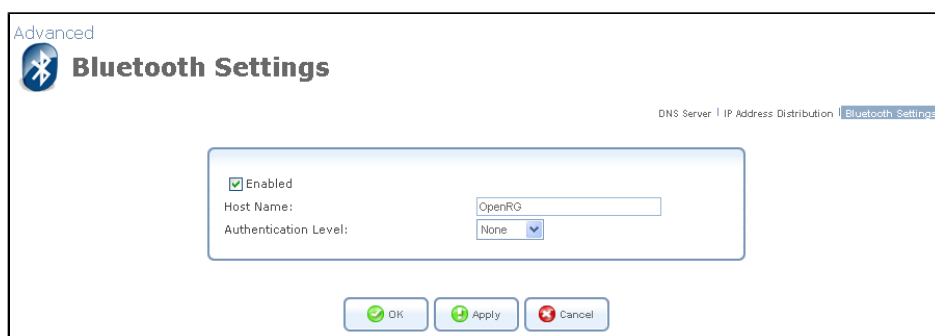 Advanced
Bluetooth Settings
DNS Server | IP Address Distribution | Bluetooth Settings
Enabled
Host Name: OpenRG
Authentication Level: None
OK Apply Cancel